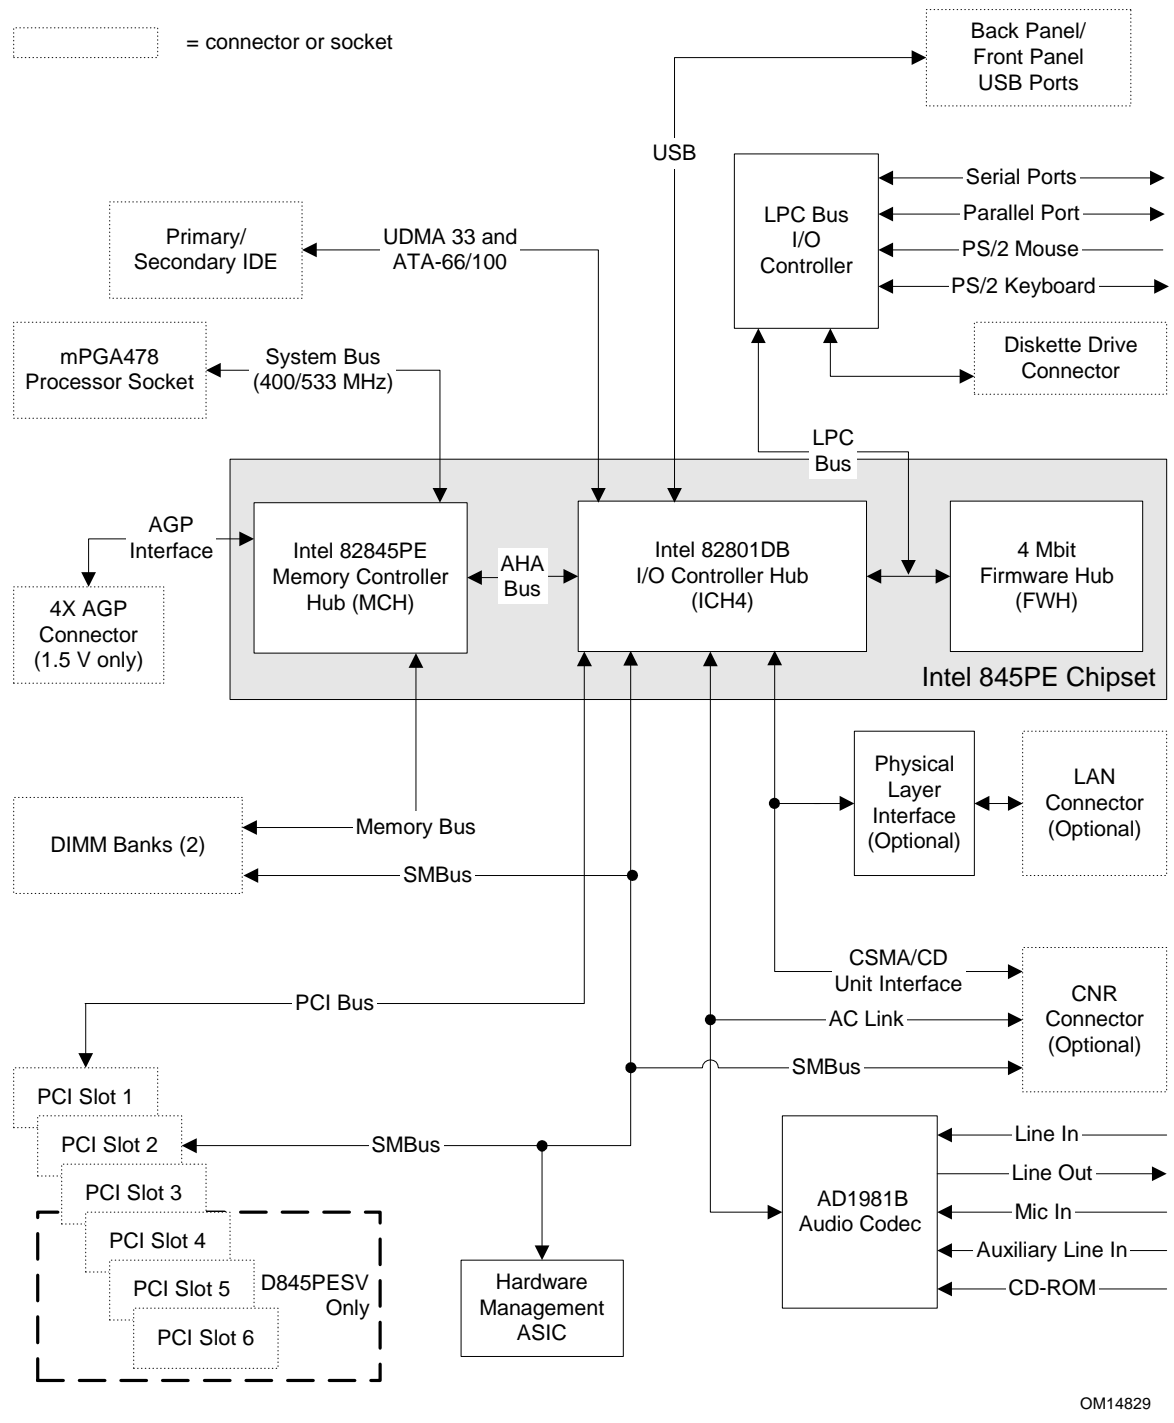 = connector or socket
Back Panel/
Front Panel
USB Ports
USB
LPC Bus
I/O
Controller
Serial Ports
Parallel Port
PS/2 Mouse
PS/2 Keyboard
Primary/
Secondary IDE
UDMA 33 and
ATA-66/100
mPGA478
Processor Socket
System Bus
(400/533 MHz)
Diskette Drive
Connector
LPC
Bus
AGP
Interface
Intel 82845PE
Memory Controller
Hub (MCH)
AHA
Bus
Intel 82801DB
I/O Controller Hub
(ICH4)
4 Mbit
Firmware Hub
(FWH)
4X AGP
Connector
(1.5 V only)
Intel 845PE Chipset
Physical
Layer
Interface
(Optional)
LAN
Connector
(Optional)
DIMM Banks (2)
Memory Bus
SMBus
CSMA/CD
Unit Interface
PCI Bus
AC Link
SMBus
CNR
Connector
(Optional)
PCI Slot 1
PCI Slot 2
PCI Slot 3
PCI Slot 4
PCI Slot 5
PCI Slot 6
D845PESV
Only
SMBus
Hardware
Management
ASIC
AD1981B
Audio Codec
Line In
Line Out
Mic In
Auxiliary Line In
CD-ROM
OM14829